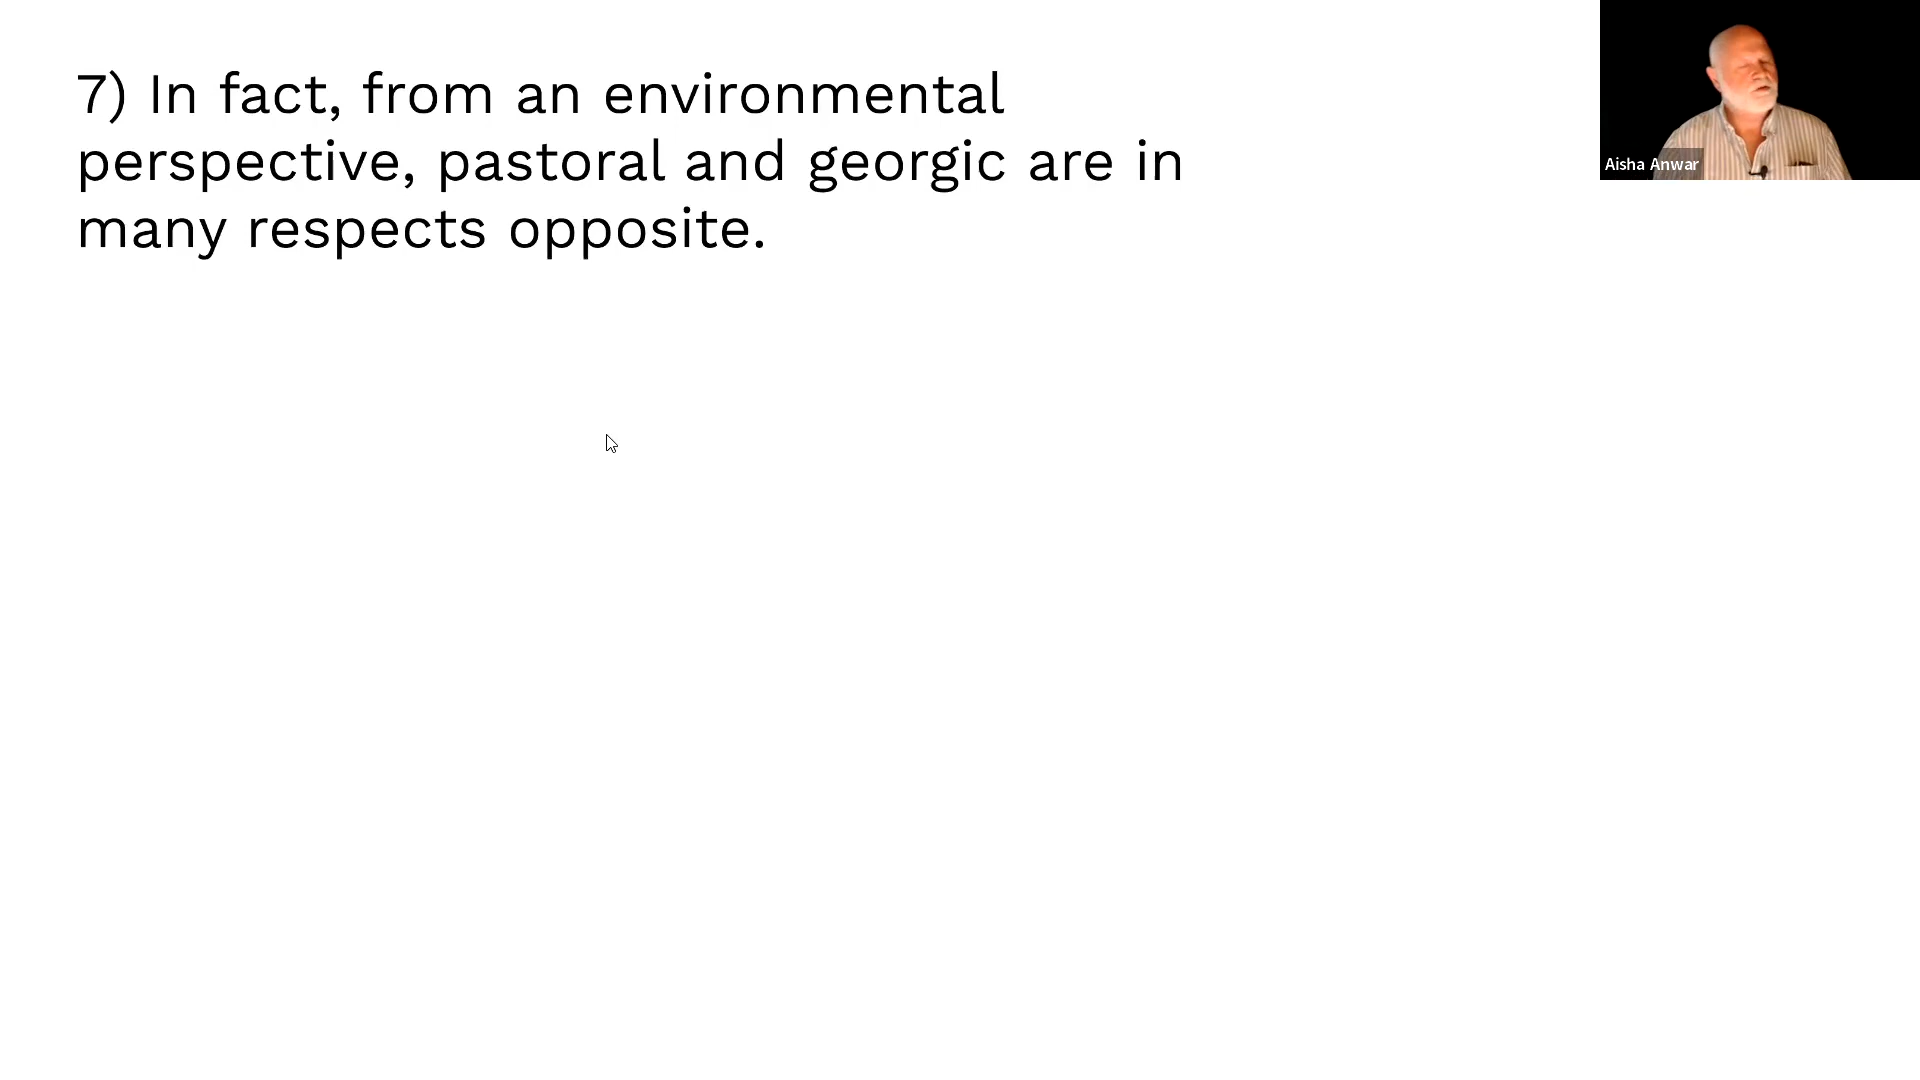 7) In fact, from an environmental
perspective, pastoral and georgic are in
many respects opposite.
Aisha Anwar